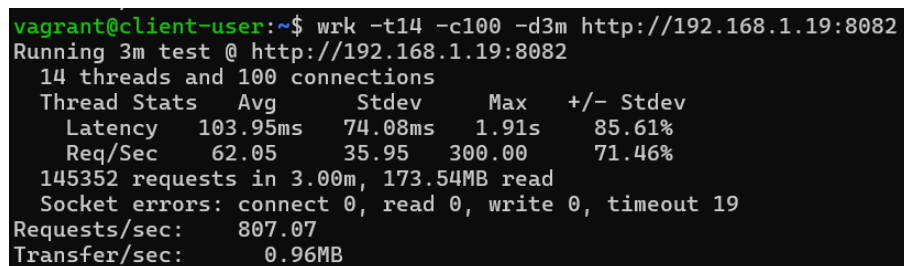 vagrant@client-user:~$ wrk -t14 -c100 -d3m http://192.168.1.19:8082
Running 3m test @ http://192.168.1.19:8082
  14 threads and 100 connections
  Thread Stats   Avg      Stdev     Max   +/- Stdev
    Latency   103.95ms   74.08ms   1.91s    85.61%
    Req/Sec    62.05     35.95   300.00     71.46%
  145352 requests in 3.00m, 173.54MB read
  Socket errors: connect 0, read 0, write 0, timeout 19
Requests/sec:    807.07
Transfer/sec:      0.96MB